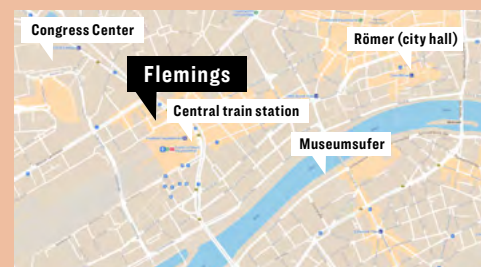 Congress Center
Römer (city hall)
Flemings
Central train station
Museumsufer